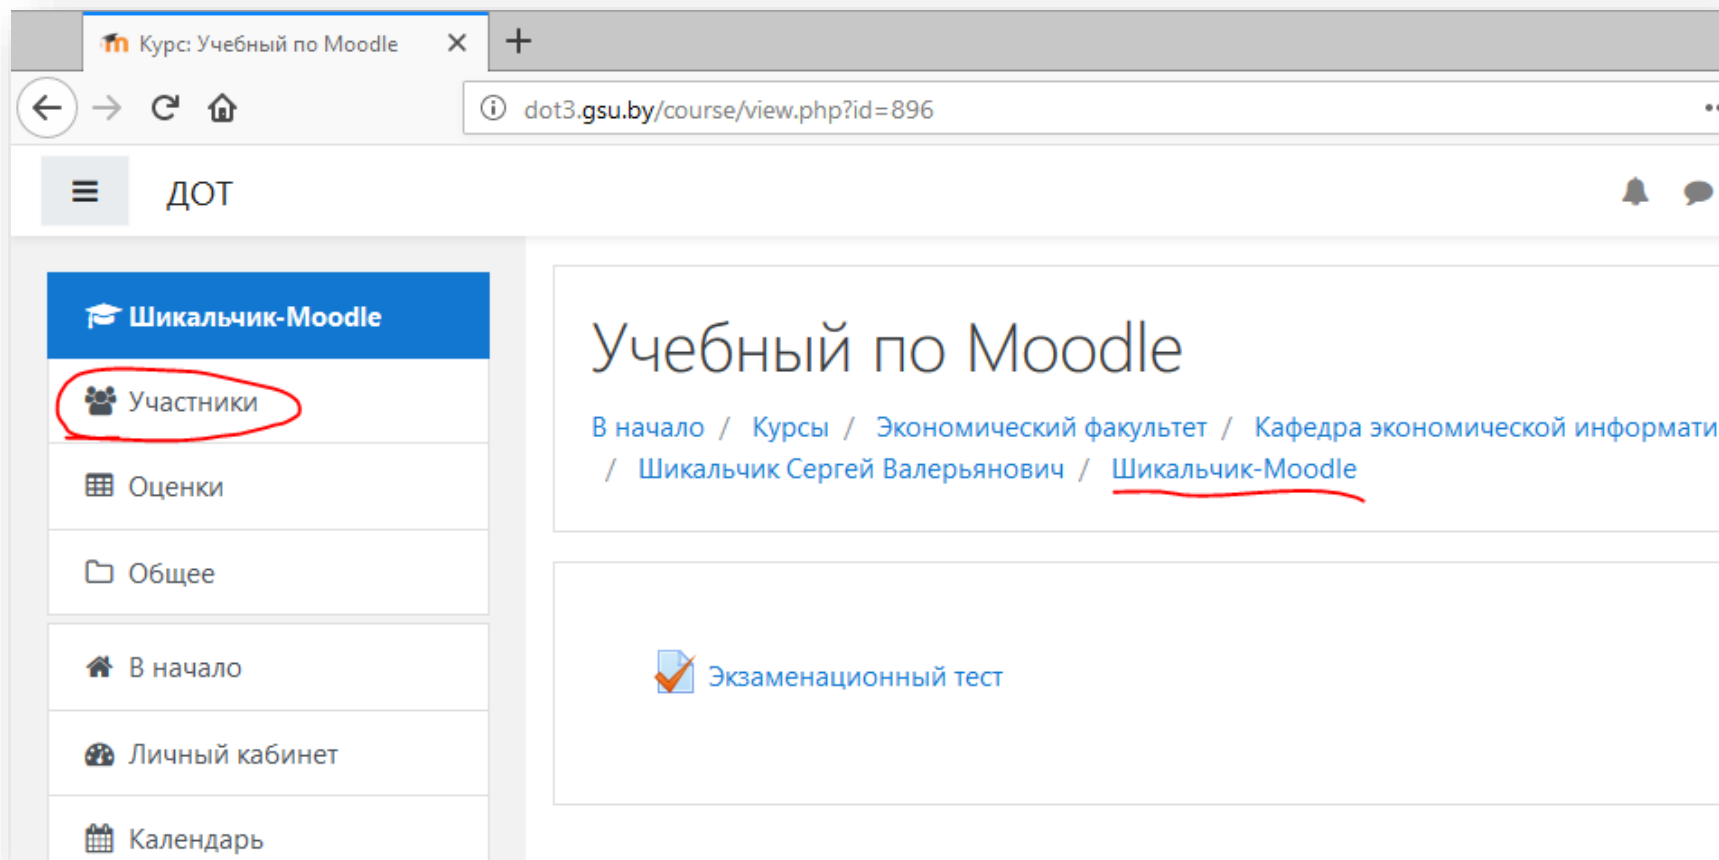 Курс: Учебный по Moodle
dot3.gsu.by/course/view.php?id=896
ДОТ
Шикальчик-Moodle
Участники
Оценки
Общее
В начало
Личный кабинет
Календарь
Учебный по Moodle
В начало / Курсы / Экономический факультет / Кафедра экономической информати
/ Шикальчик Сергей Валерьянович / Шикальчик-Moodle
Экзаменационный тест